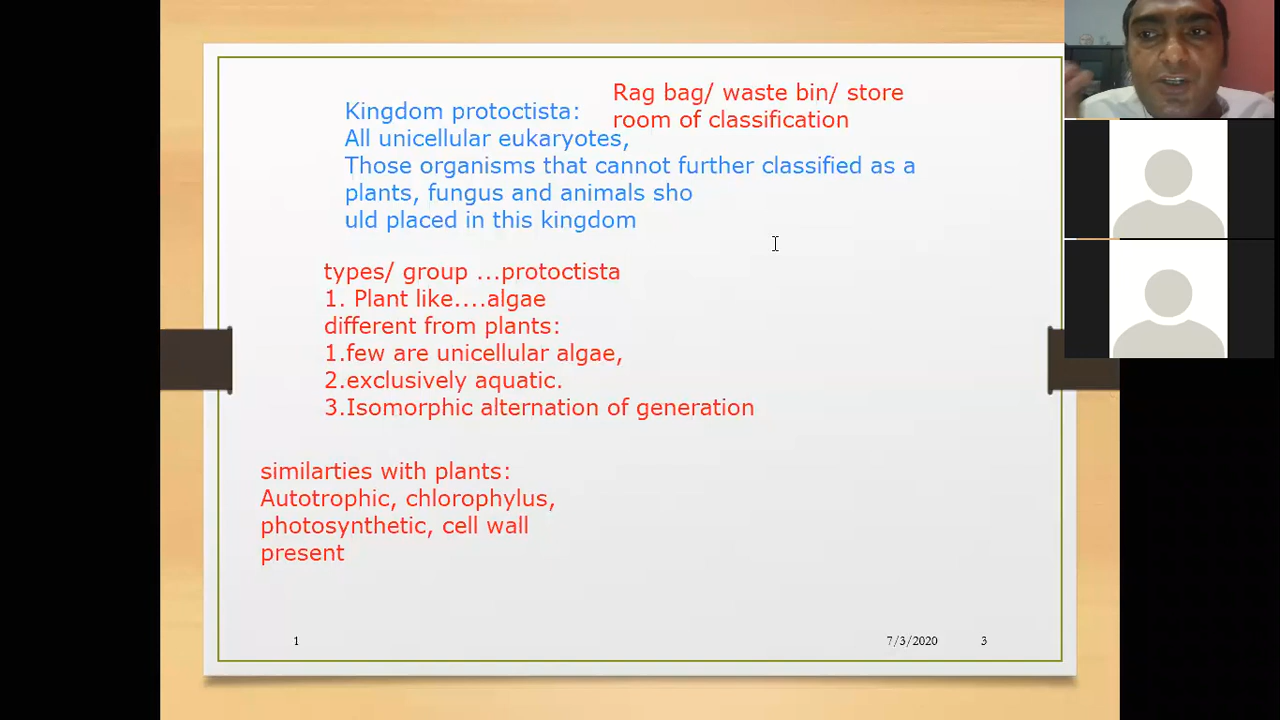 Rag bag/ waste bin/ store
room of classification
Kingdom protoctista:
All unicellular eukaryotes,
Those organisms that cannot further classified as a
plants, fungus and animals sho
uld placed in this kingdom
types/ group ...protoctista
1. Plant like....algae
different from plants:
1.few are unicellular algae,
2.exclusively aquatic.
3.Isomorphic alternation of generation
similarties with plants:
Autotrophic, chlorophylus,
photosynthetic, cell wall
present
1
7/3/2020
3